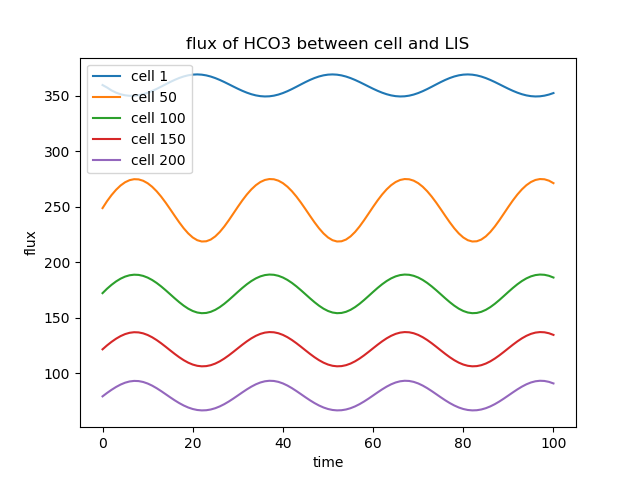 flux of HCO3 between cell and LIS
cell 1
cell 50
cell 100
cell 150
cell 200
350
300
250
200
150
100
flux
0 20 40 60 80 100
time